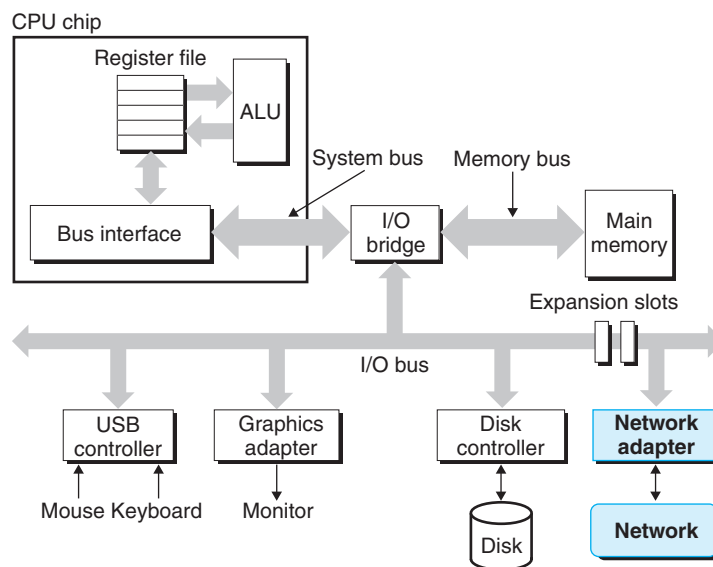 CPU chip
Register file
ALU
System bus
Memory bus
Bus interface
I/O
bridge
Main
memory
Expansion slots
I/O bus
USB
controller
Graphics
adapter
Disk
controller
Network
adapter
Mouse Keyboard
Monitor
Disk
Network